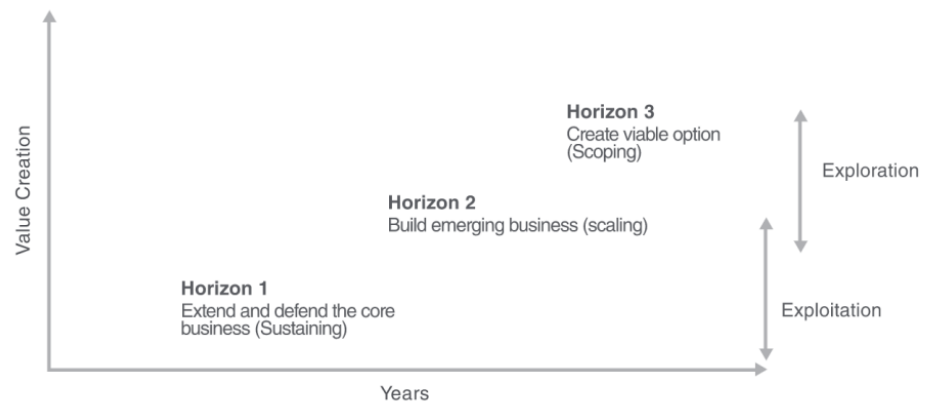 Horizon 3
Create viable option
(Scoping)
Exploration
Value Creation
Horizon 2
Build emerging business (scaling)
Horizon 1
Extend and defend the core
business (Sustaining)
Exploitation
Years